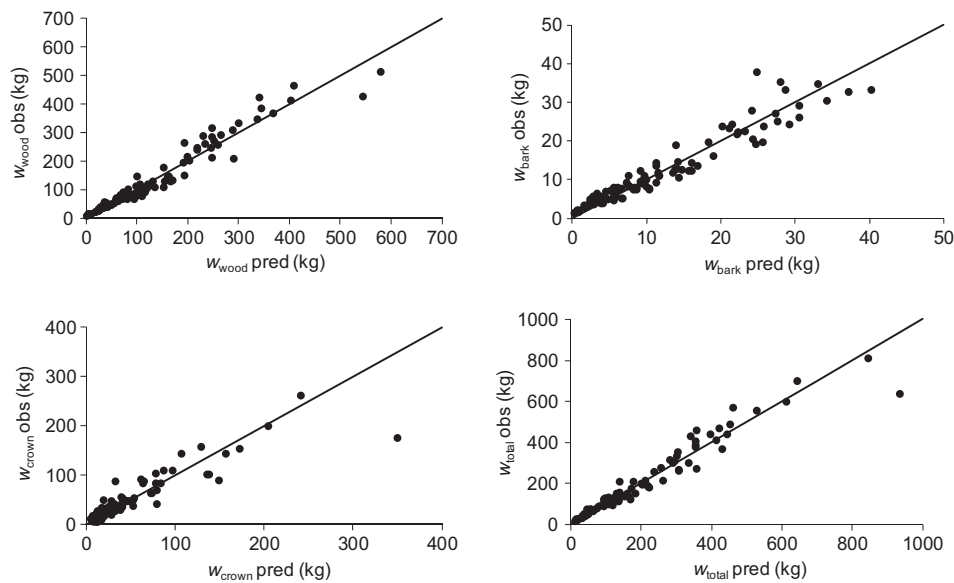 700
600
500
400
300
200
100
0
w_wood obs (kg)
0 100 200 300 400 500 600 700
w_wood pred (kg)
50
40
30
20
10
0
w_bark obs (kg)
0 10 20 30 40 50
w_bark pred (kg)
400
300
200
100
0
w_crown obs (kg)
0 100 200 300 400
w_crown pred (kg)
1000
800
600
400
200
0
w_total obs (kg)
0 200 400 600 800 1000
w_total pred (kg)